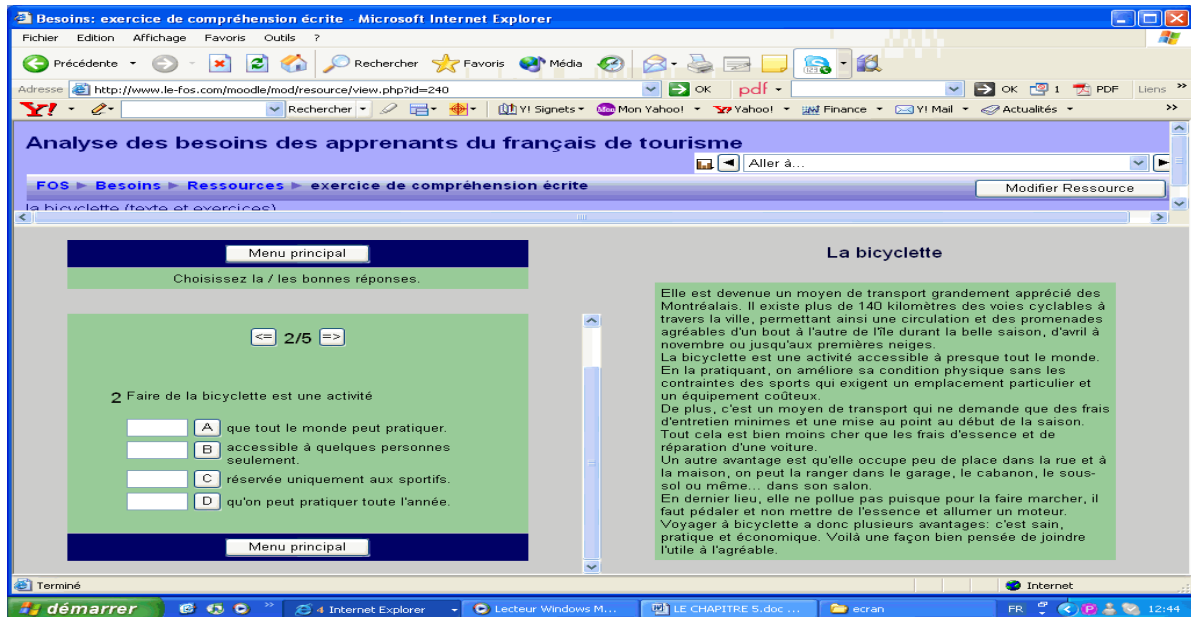 Besoins: exercice de compréhension écrite - Microsoft Internet Explorer
Fichier Edition Affichage Favoris Outils ?
Précédente Rechercher Favoris Média
Adresse http://www.le-fos.com/moodle/mod/resource/view.php?id=240 OK pdf OK 1 PDF Liens »
Y! Rechercher Y! Signets Mon Yahoo! Yahoo! Finance Y! Mail Actualités »
Analyse des besoins des apprenants du français de tourisme
Aller à...
FOS ► Besoins ► Ressources ► exercice de compréhension écrite
Modifier Ressource
la bicyclette (texte et exercices)
Menu principal
Choisissez la / les bonnes réponses.
<= 2/5 =>
2 Faire de la bicyclette est une activité
A que tout le monde peut pratiquer.
B accessible à quelques personnes
seulement.
C réservée uniquement aux sportifs.
D qu'on peut pratiquer toute l'année.
Menu principal
La bicyclette
Elle est devenue un moyen de transport grandement apprécié des
Montréalais. Il existe plus de 140 kilomètres des voies cyclables à
travers la ville, permettant ainsi une circulation et des promenades
agréables d'un bout à l'autre de l'île durant la belle saison, d'avril à
novembre ou jusqu'aux premières neiges.
La bicyclette est une activité accessible à presque tout le monde.
En la pratiquant, on améliore sa condition physique sans les
contraintes des sports qui exigent un emplacement particulier et
un équipement coûteux.
De plus, c'est un moyen de transport qui ne demande que des frais
d'entretien minimes et une mise au point au début de la saison.
Tout cela est bien moins cher que les frais d'essence et de
réparation d'une voiture.
Un autre avantage est qu'elle occupe peu de place dans la rue et à
la maison, on peut la ranger dans le garage, le cabanon, le sous-
sol ou même... dans son salon.
En dernier lieu, elle ne pollue pas puisque pour la faire marcher, il
faut pédaler et non mettre de l'essence et allumer un moteur.
Voyager à bicyclette a donc plusieurs avantages: c'est sain,
pratique et économique. Voilà une façon bien pensée de joindre
l'utile à l'agréable.
Terminé Internet
démarrer » 4 Internet Explorer Lecteur Windows M... LE CHAPITRE 5.doc ... ecran FR 12:44